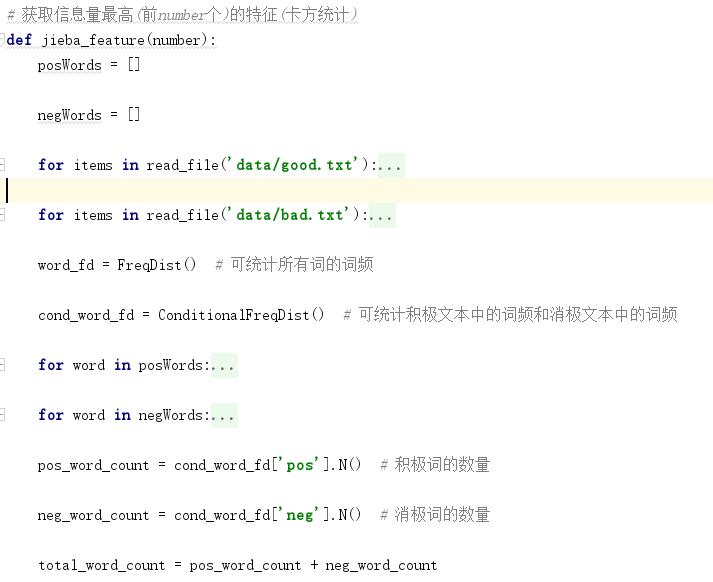 # 获取信息量最高(前number个)的特征(卡方统计)
def jieba_feature(number):
posWords = []
negWords = []
for items in read_file('data/good.txt'):...
for items in read_file('data/bad.txt'):...
word_fd = FreqDist()  # 可统计所有词的词频
cond_word_fd = ConditionalFreqDist()  # 可统计积极文本中的词频和消极文本中的词频
for word in posWords:...
for word in negWords:...
pos_word_count = cond_word_fd['pos'].N()  # 积极词的数量
neg_word_count = cond_word_fd['neg'].N()  # 消极词的数量
total_word_count = pos_word_count + neg_word_count